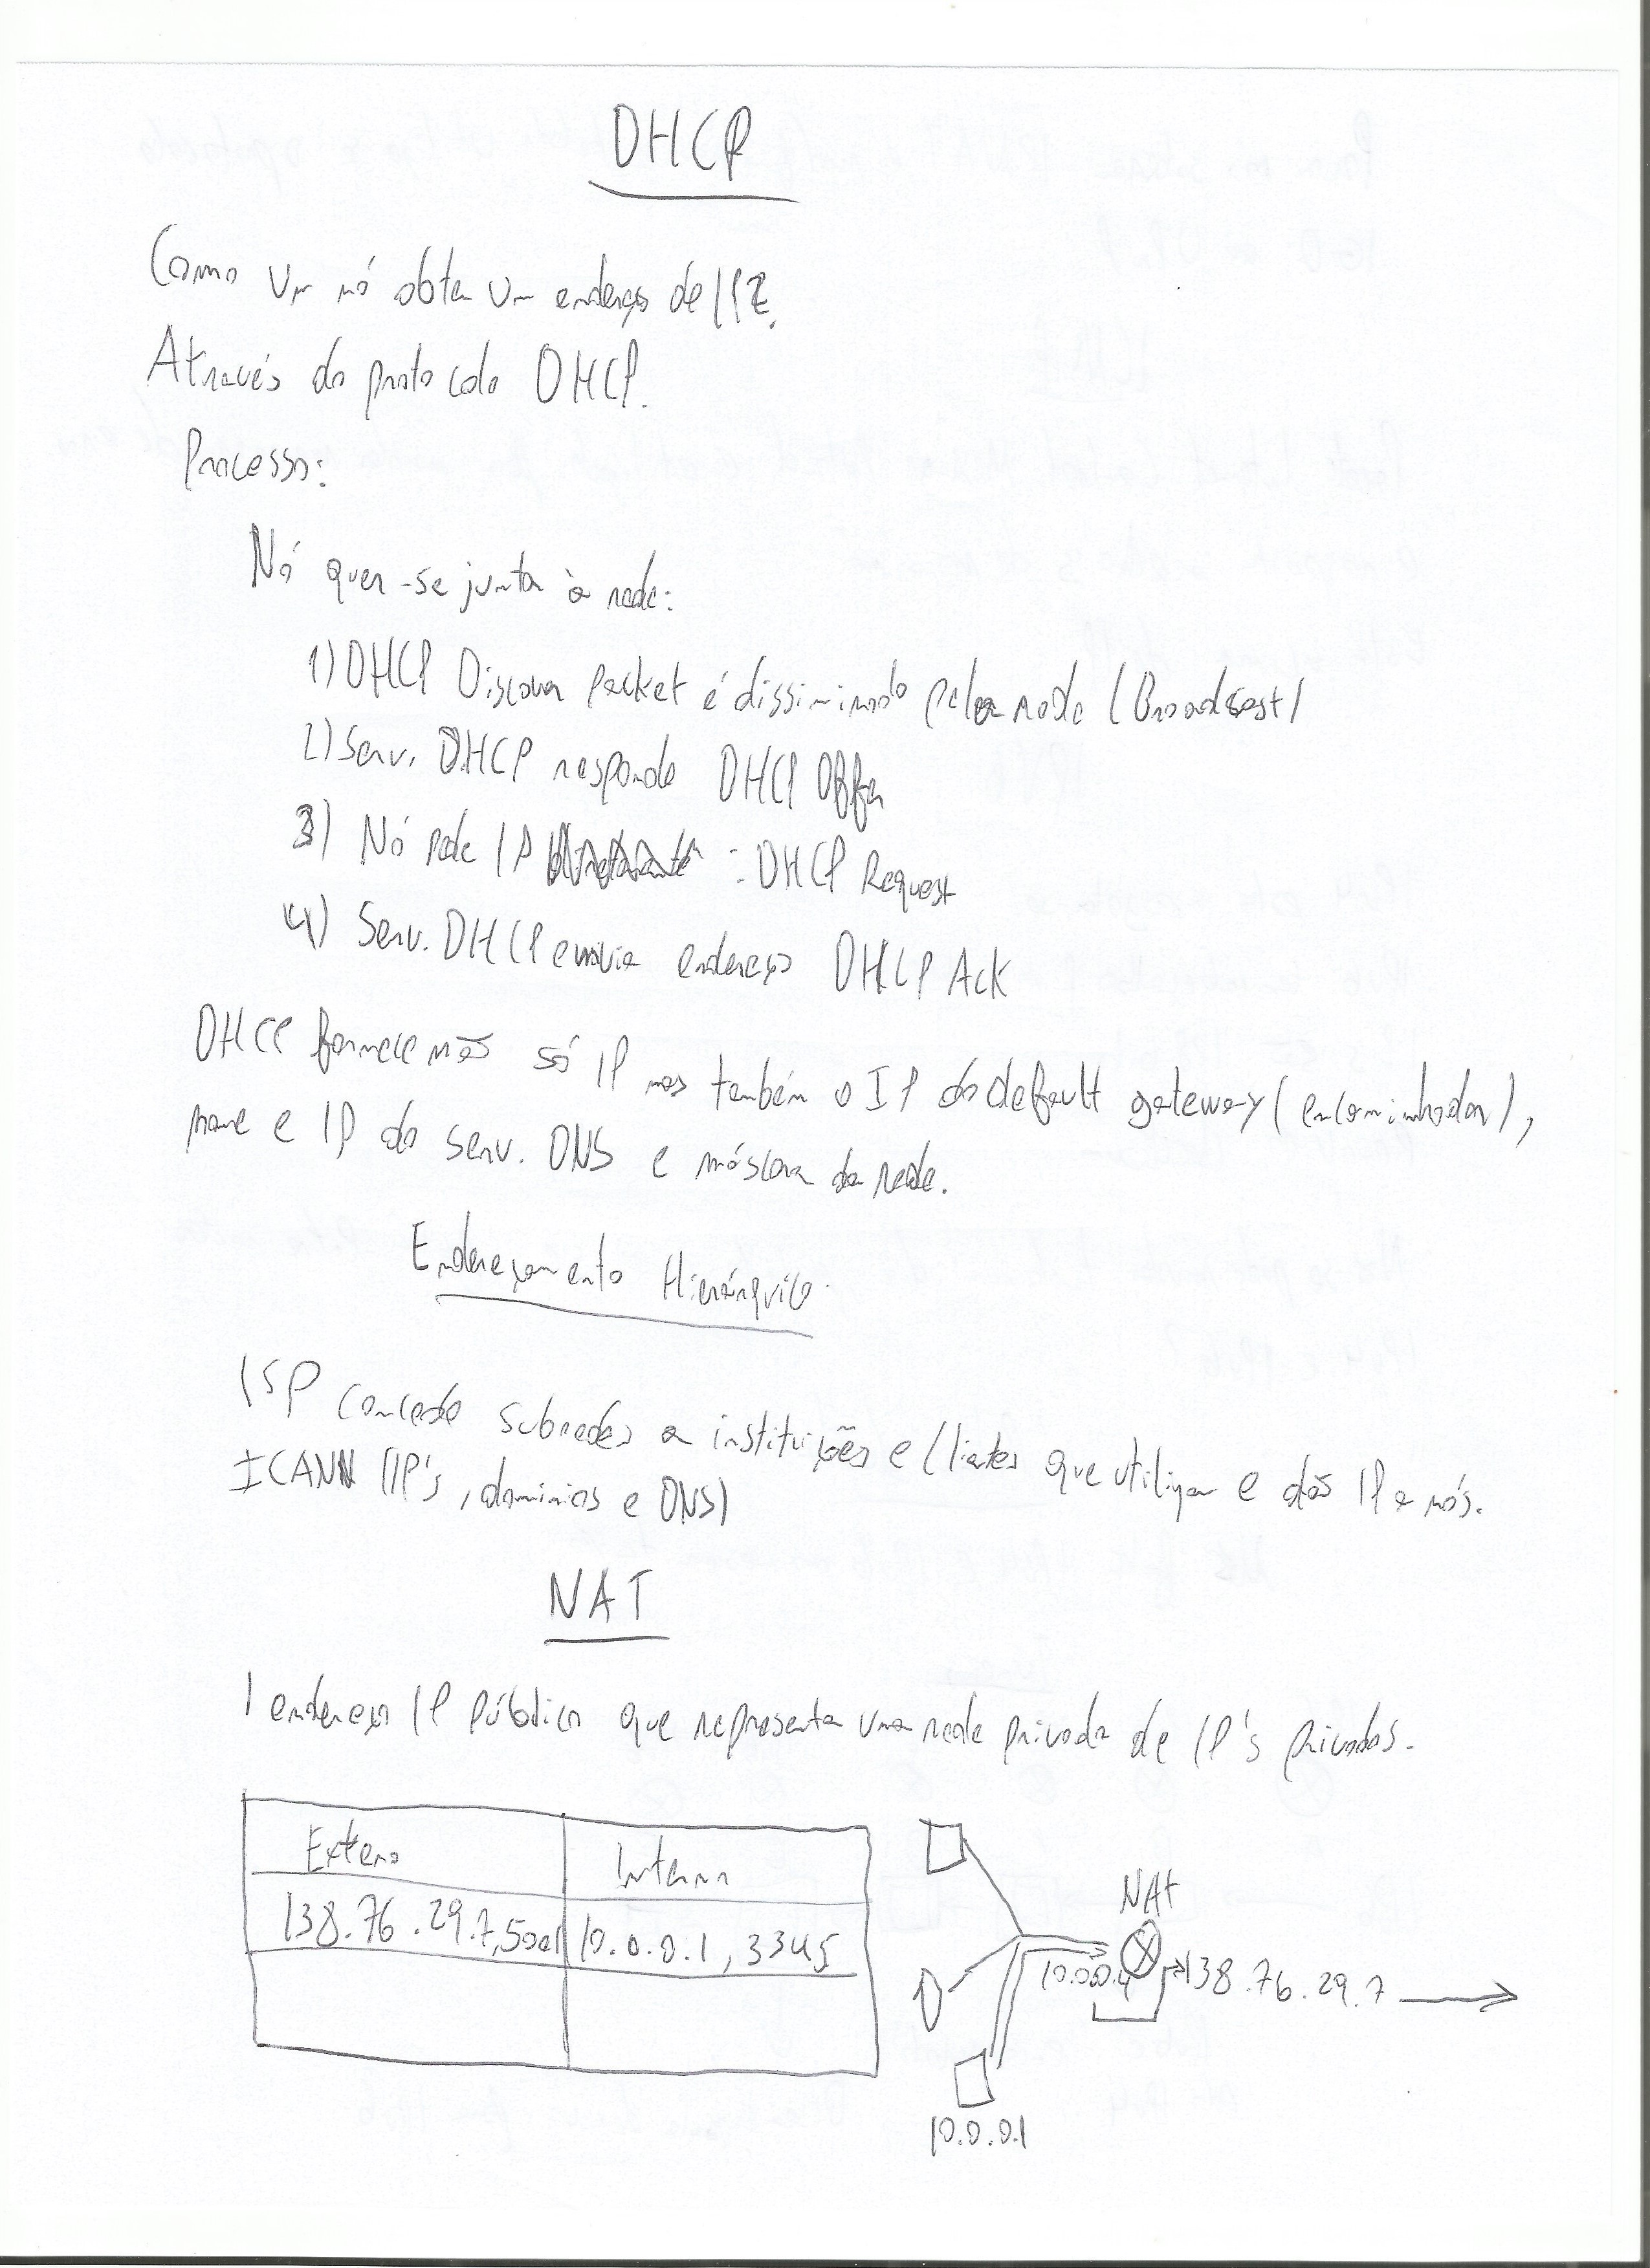 DHCP
Como um nó obtem um endereço de IP?
Através do protocolo DHCP.
Processo:
Nó quer-se juntar à rede:
1) DHCP Discover Packet é dissiminado pela rede (Broadcast)
2) Serv. DHCP responde DHCP Offer
3) Nó pede IP : DHCP Request
4) Serv. DHCP envia endereço DHCP Ack
DHCP fornece não só IP mas também o IP do default gateway (encaminhador),
nome e IP do serv. DNS e máscara da rede.
Endereçamento Hierárquico
ISP concede subredes a instituições e clientes que utilizam e dão IP a nós.
ICANN (IP's, dominios e DNS)
NAT
1 endereço IP público que representa uma rede privada de IP's privados.
Externo Interno
138.76.29.7,5001 10.0.0.1, 3345
NAT
10.0.0.4 138.76.29.7
10.0.0.1